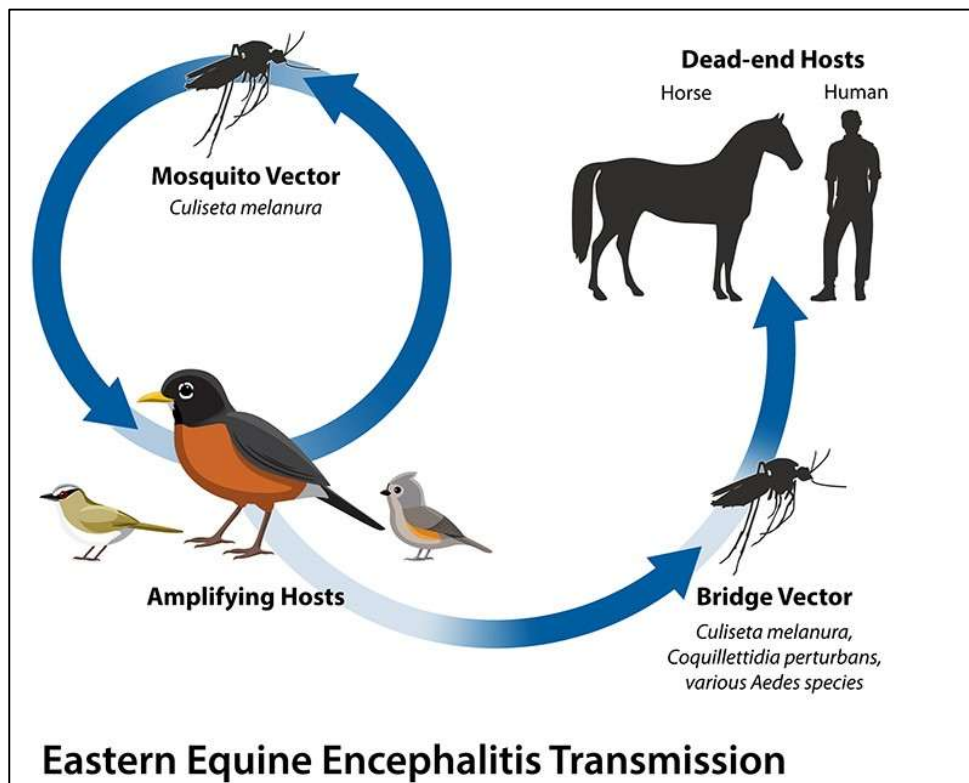 Mosquito Vector
Culiseta melanura
Dead-end Hosts
Horse
Human
Amplifying Hosts
Bridge Vector
Culiseta melanura,
Coquillettidia perturbans,
various Aedes species
Eastern Equine Encephalitis Transmission